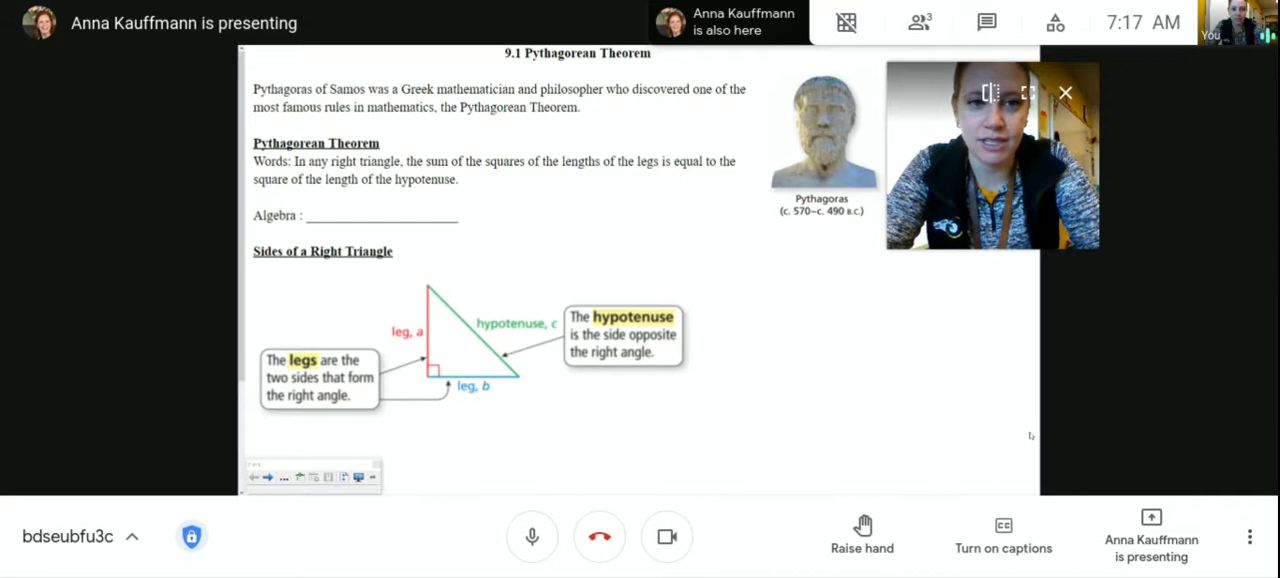 Anna Kauffmann is presenting
Anna Kauffmann
is also here
3
7:17 AM
You
9.1 Pythagorean Theorem
Pythagoras of Samos was a Greek mathematician and philosopher who discovered one of the
most famous rules in mathematics, the Pythagorean Theorem.
Pythagorean Theorem
Words: In any right triangle, the sum of the squares of the lengths of the legs is equal to the
square of the length of the hypotenuse.
Algebra : ______________________
Pythagoras
(c. 570–c. 490 B.C.)
Sides of a Right Triangle
leg, a
hypotenuse, c
The hypotenuse
is the side opposite
the right angle.
The legs are the
two sides that form
the right angle.
leg, b
bdseubfu3c
Raise hand
Turn on captions
Anna Kauffmann
is presenting